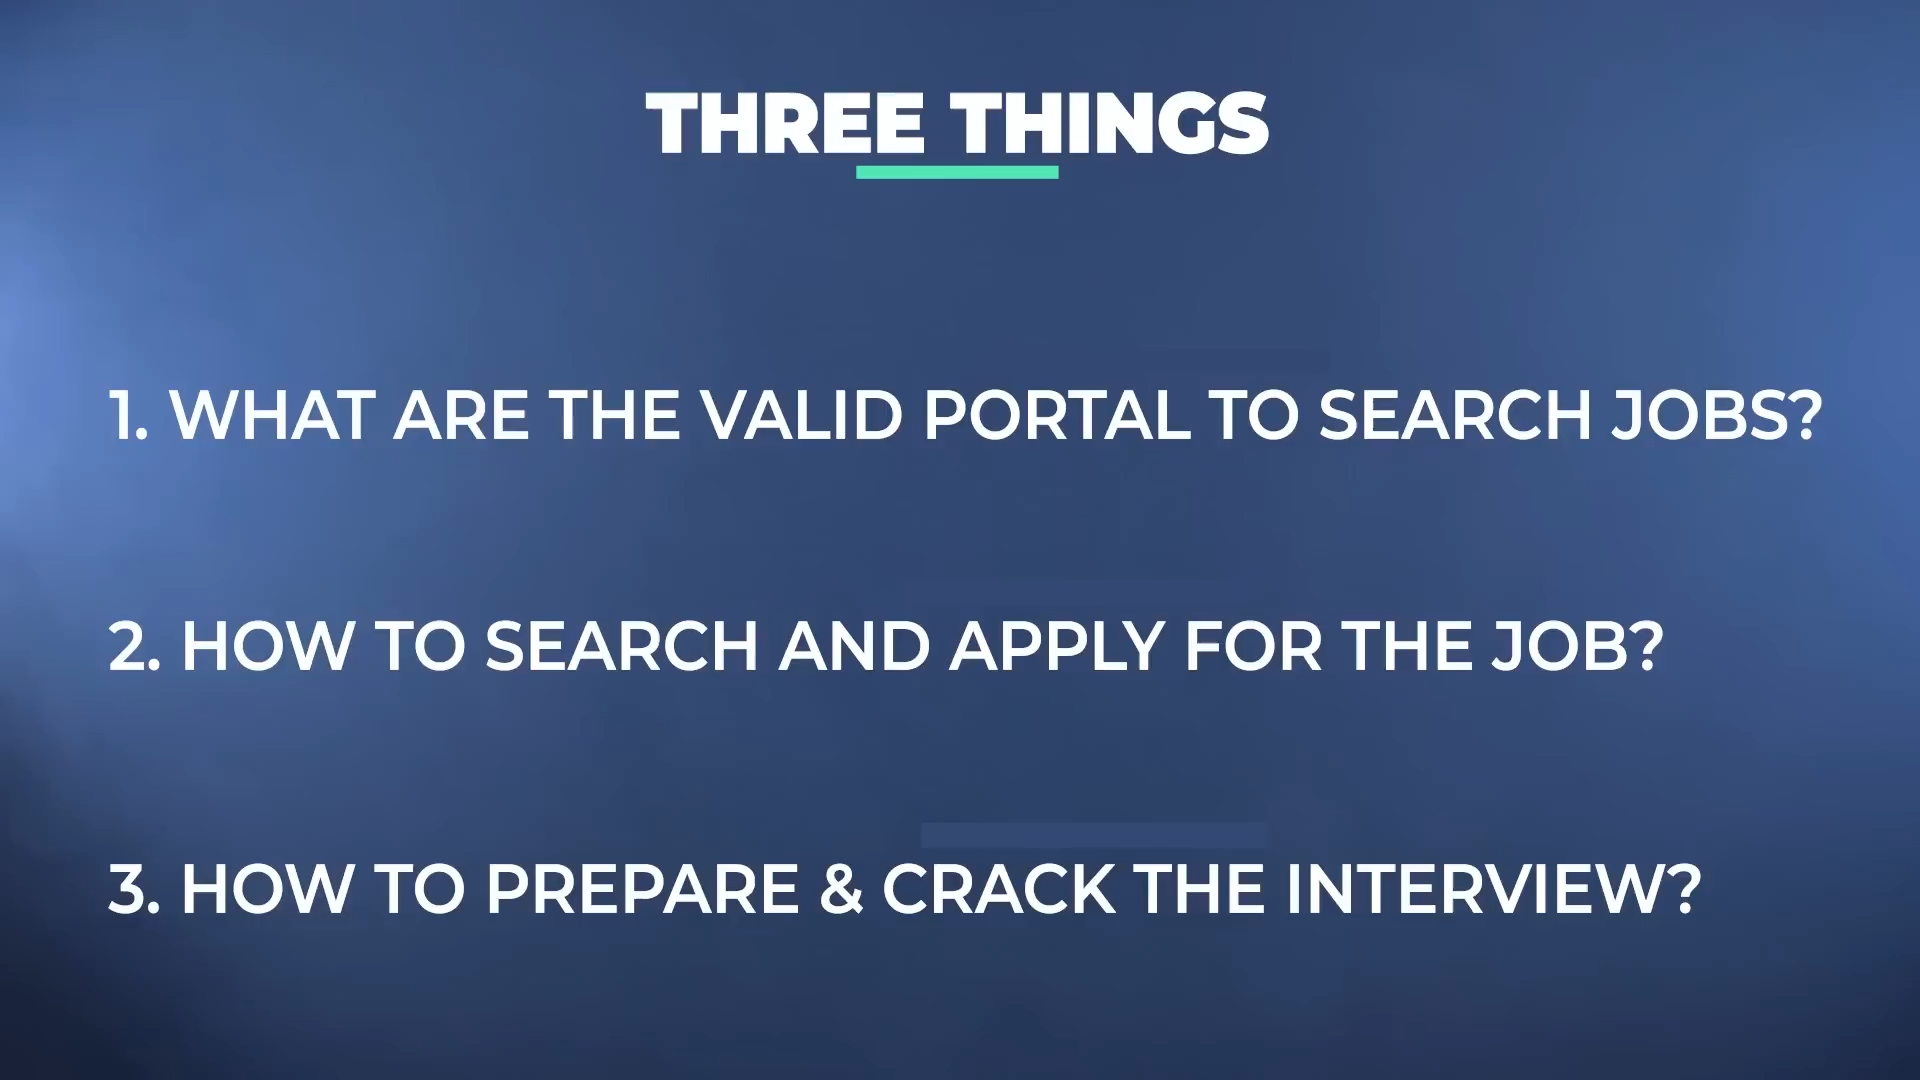 THREE THINGS
1. WHAT ARE THE VALID PORTAL TO SEARCH JOBS?
2. HOW TO SEARCH AND APPLY FOR THE JOB?
3. HOW TO PREPARE & CRACK THE INTERVIEW?